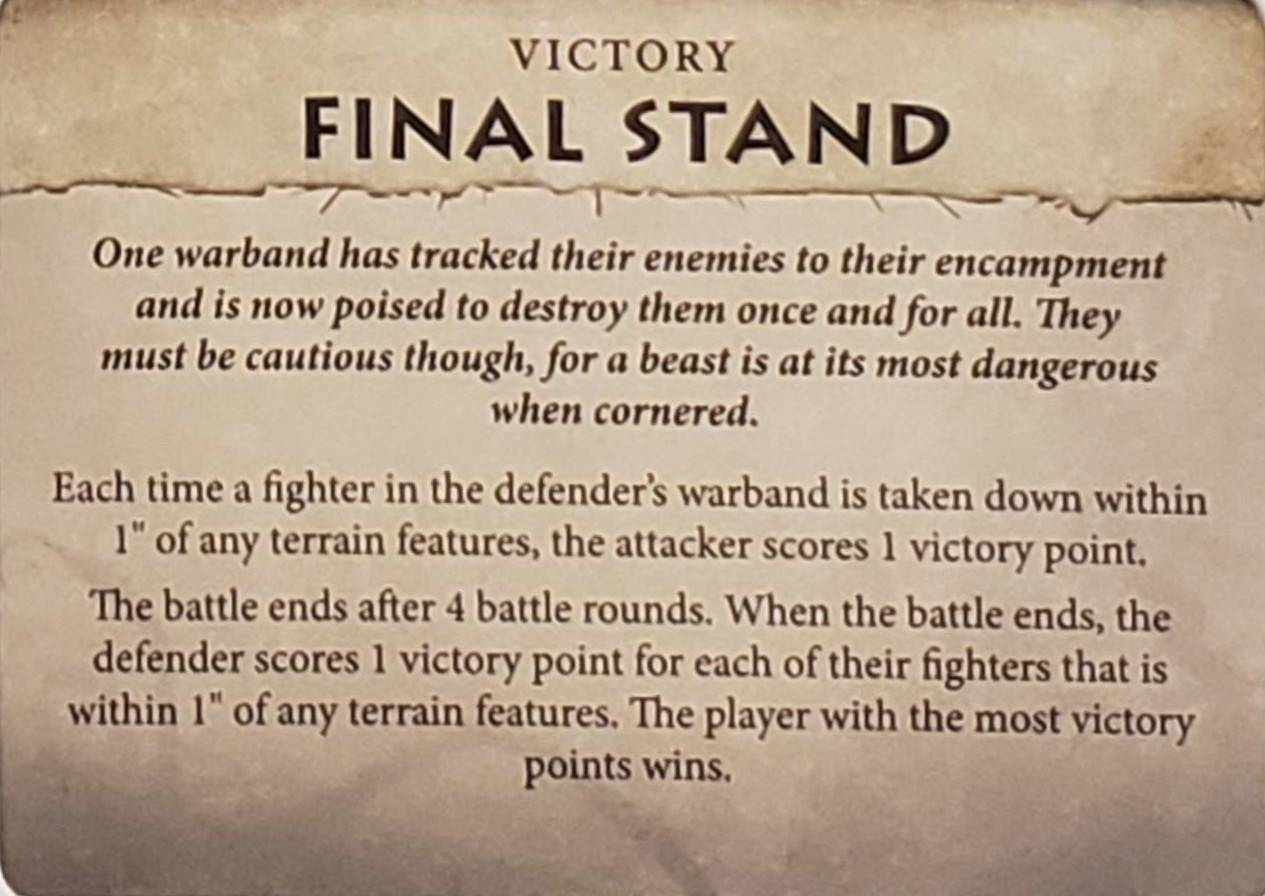 VICTORY
FINAL STAND
One warband has tracked their enemies to their encampment
and is now poised to destroy them once and for all. They
must be cautious though, for a beast is at its most dangerous
when cornered.
Each time a fighter in the defender's warband is taken down within
1" of any terrain features, the attacker scores 1 victory point.
The battle ends after 4 battle rounds. When the battle ends, the
defender scores 1 victory point for each of their fighters that is
within 1" of any terrain features. The player with the most victory
points wins.